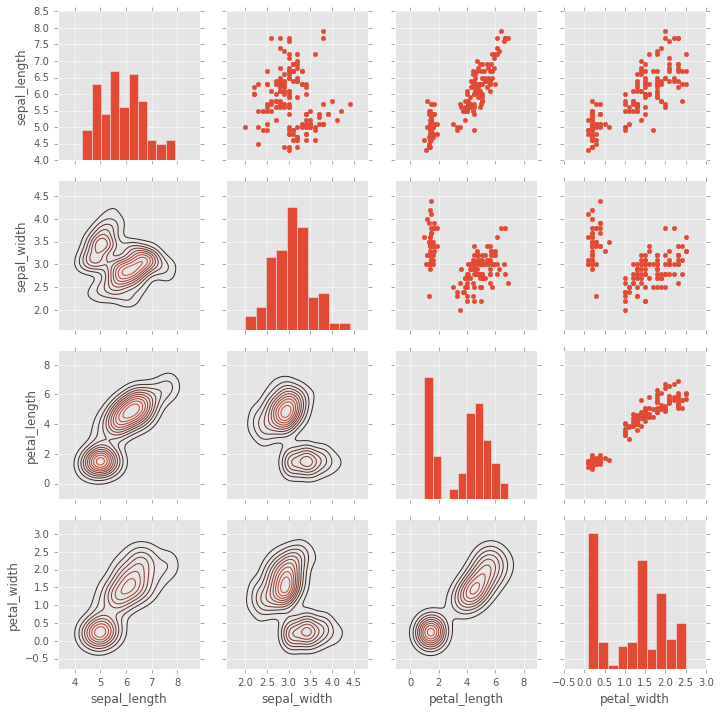 8.5
8.0
7.5
7.0
6.5
6.0
5.5
5.0
4.5
4.0
sepal_length
4.5
4.0
3.5
3.0
2.5
2.0
sepal_width
8
6
4
2
0
petal_length
3.0
2.5
2.0
1.5
1.0
0.5
0.0
−0.5
petal_width
4 5 6 7 8
sepal_length
2.0 2.5 3.0 3.5 4.0 4.5
sepal_width
0 2 4 6 8
petal_length
−0.5 0.0 0.5 1.0 1.5 2.0 2.5 3.0
petal_width